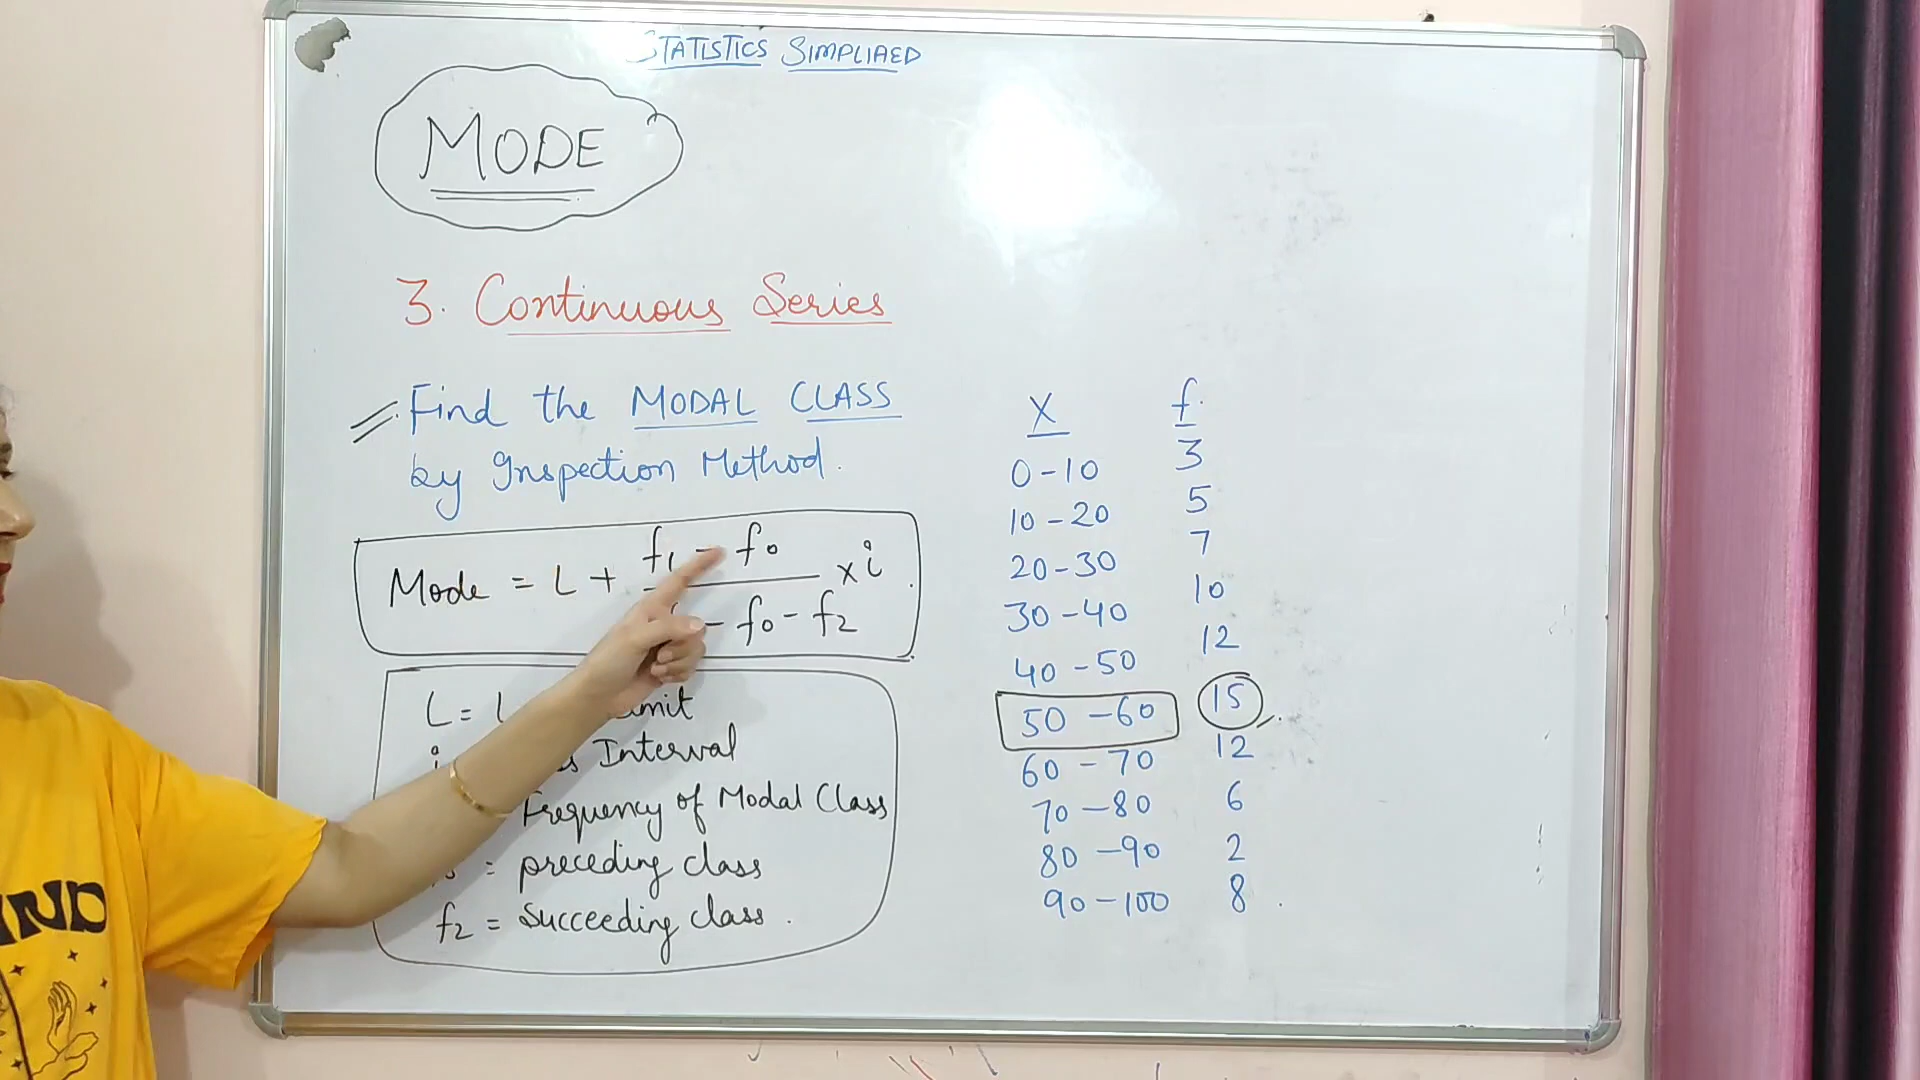 STATISTICS SIMPLIFIED
MODE
3. Continuous Series
Find the MODAL CLASS
by Inspection Method.
Mode = L + f1 - f0 / - f0 - f2 × i
L = Limit
i Interval
Frequency of Modal Class
= preceding class
f2 = Succeeding class.
X f
0-10 3
10-20 5
20-30 7
30-40 10
40-50 12
50-60 15
60-70 12
70-80 6
80-90 2
90-100 8